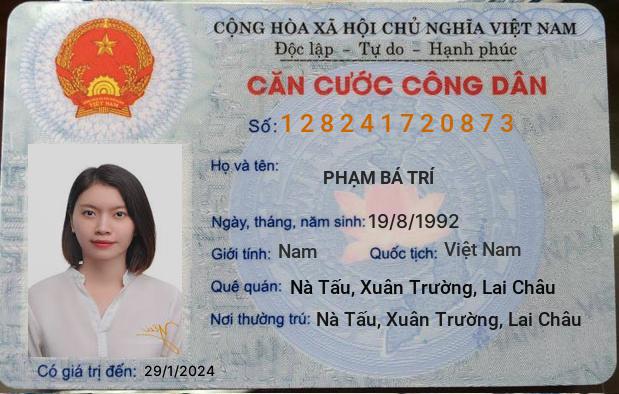 CỘNG HÒA XÃ HỘI CHỦ NGHĨA VIỆT NAM
Độc lập - Tự do - Hạnh phúc
CĂN CƯỚC CÔNG DÂN
Số: 128241720873
Họ và tên:
PHẠM BÁ TRÍ
Ngày, tháng, năm sinh: 19/8/1992
Giới tính: Nam Quốc tịch: Việt Nam
Quê quán: Nà Tấu, Xuân Trường, Lai Châu
Nơi thường trú: Nà Tấu, Xuân Trường, Lai Châu
Có giá trị đến: 29/1/2024
VIỆT NAM